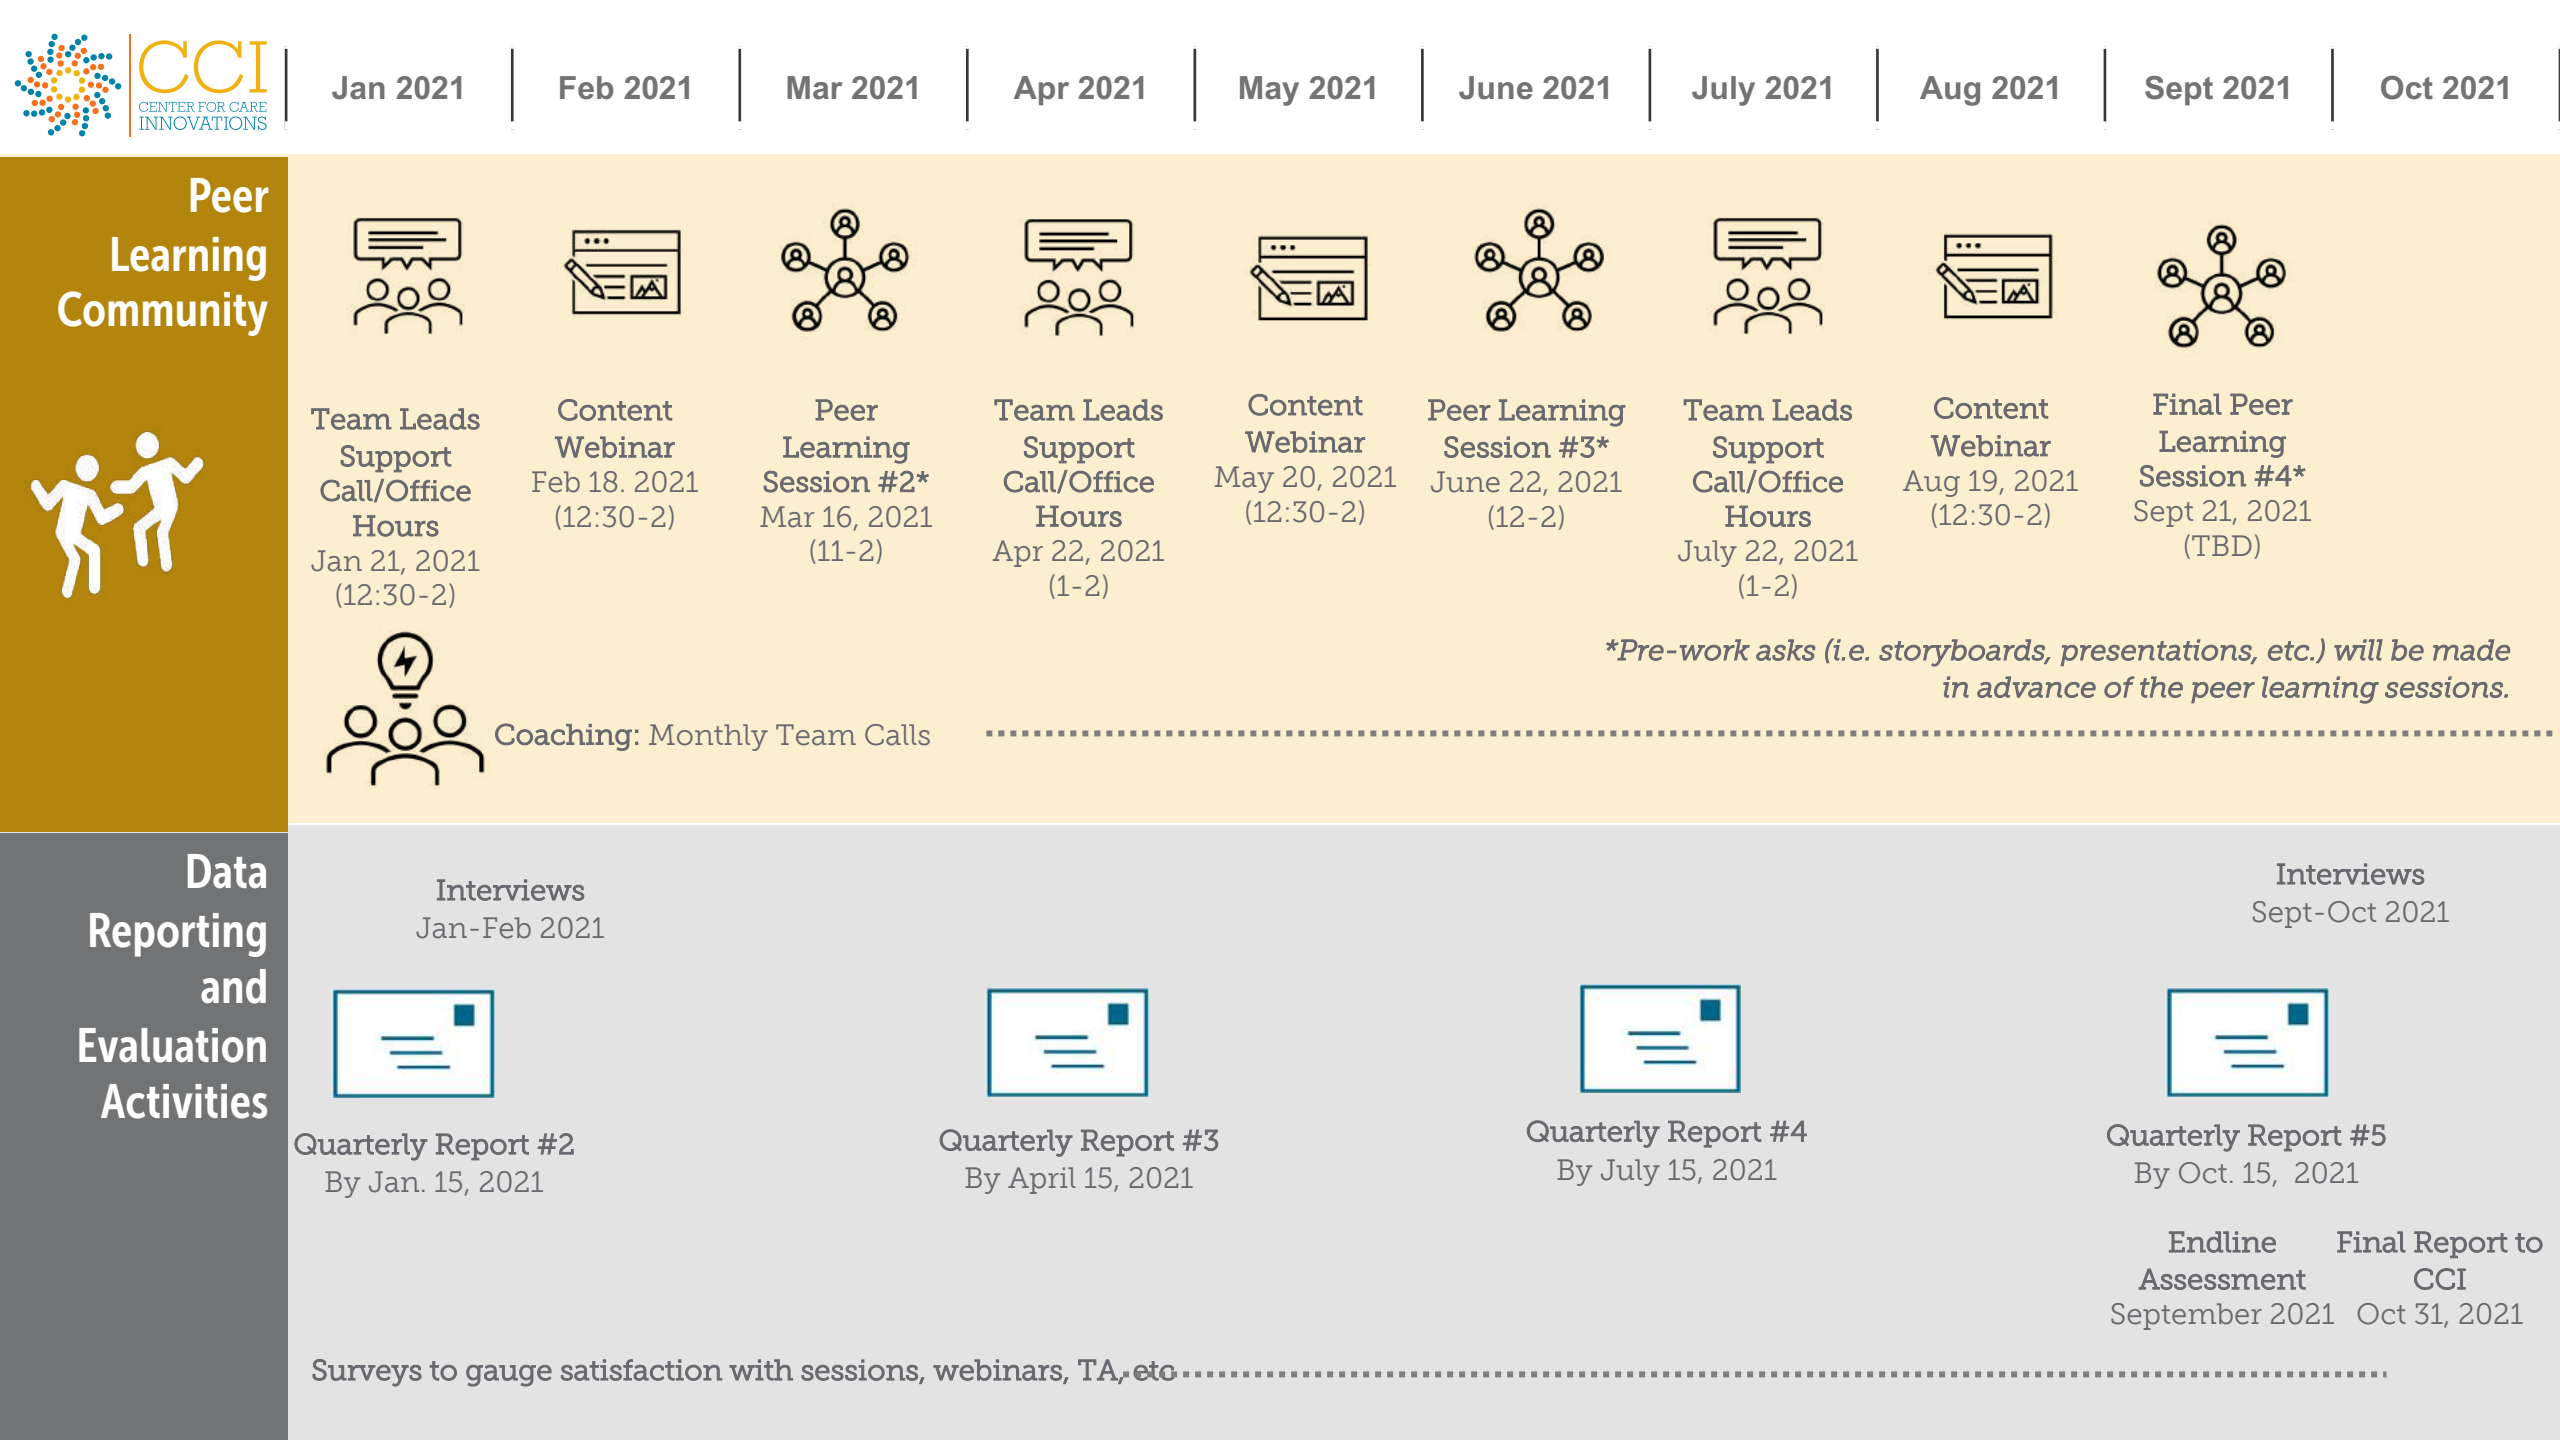 CCI
CENTER FOR CARE
INNOVATIONS
Jan 2021
Feb 2021
Mar 2021
Apr 2021
May 2021
June 2021
July 2021
Aug 2021
Sept 2021
Oct 2021
Peer
Learning
Community
Team Leads
Support
Call/Office
Hours
Jan 21, 2021
(12:30-2)
Content
Webinar
Feb 18. 2021
(12:30-2)
Peer
Learning
Session #2*
Mar 16, 2021
(11-2)
Team Leads
Support
Call/Office
Hours
Apr 22, 2021
(1-2)
Content
Webinar
May 20, 2021
(12:30-2)
Peer Learning
Session #3*
June 22, 2021
(12-2)
Team Leads
Support
Call/Office
Hours
July 22, 2021
(1-2)
Content
Webinar
Aug 19, 2021
(12:30-2)
Final Peer
Learning
Session #4*
Sept 21, 2021
(TBD)
*Pre-work asks (i.e. storyboards, presentations, etc.) will be made
in advance of the peer learning sessions.
Coaching: Monthly Team Calls
Data
Reporting
and
Evaluation
Activities
Interviews
Jan-Feb 2021
Interviews
Sept-Oct 2021
Quarterly Report #2
By Jan. 15, 2021
Quarterly Report #3
By April 15, 2021
Quarterly Report #4
By July 15, 2021
Quarterly Report #5
By Oct. 15, 2021
Endline
Assessment
September 2021
Final Report to
CCI
Oct 31, 2021
Surveys to gauge satisfaction with sessions, webinars, TA, etc